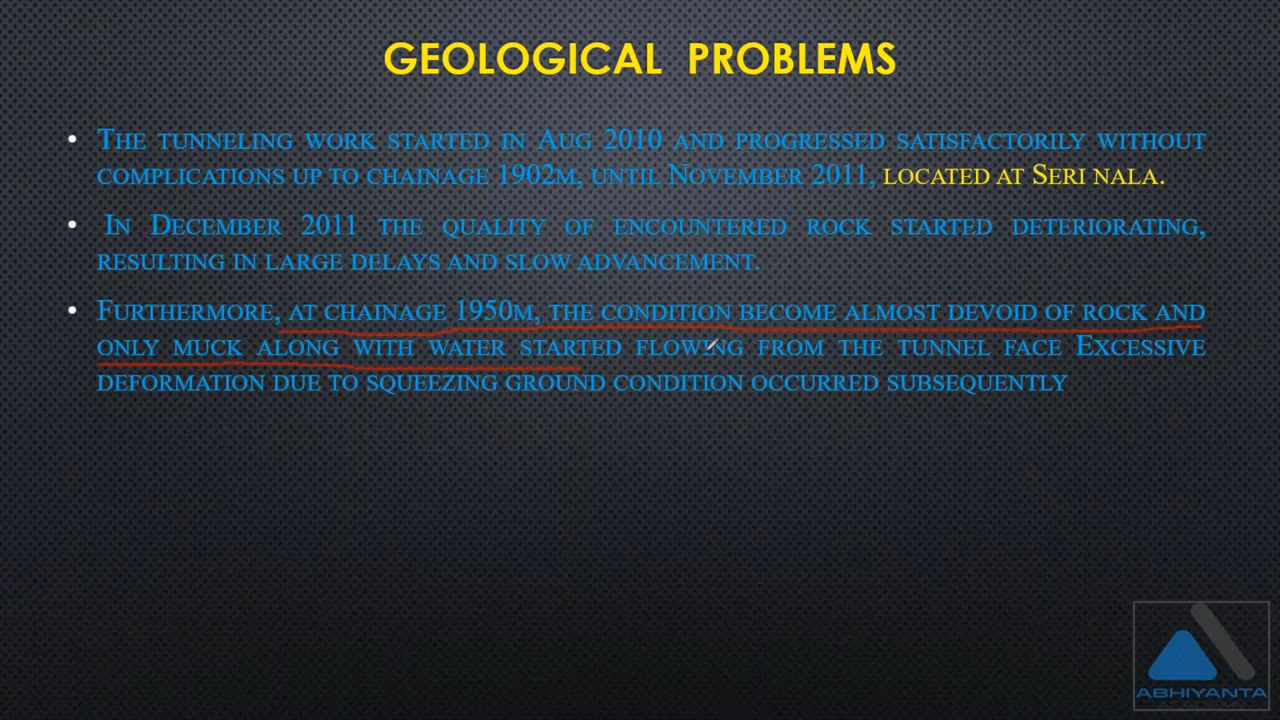 GEOLOGICAL PROBLEMS
• THE TUNNELING WORK STARTED IN AUG 2010 AND PROGRESSED SATISFACTORILY WITHOUT
COMPLICATIONS UP TO CHAINAGE 1902M, UNTIL NOVEMBER 2011, LOCATED AT SERI NALA.
• IN DECEMBER 2011 THE QUALITY OF ENCOUNTERED ROCK STARTED DETERIORATING,
RESULTING IN LARGE DELAYS AND SLOW ADVANCEMENT.
• FURTHERMORE, AT CHAINAGE 1950M, THE CONDITION BECOME ALMOST DEVOID OF ROCK AND
ONLY MUCK ALONG WITH WATER STARTED FLOWING FROM THE TUNNEL FACE EXCESSIVE
DEFORMATION DUE TO SQUEEZING GROUND CONDITION OCCURRED SUBSEQUENTLY
ABHIYANTA
ACADEMY